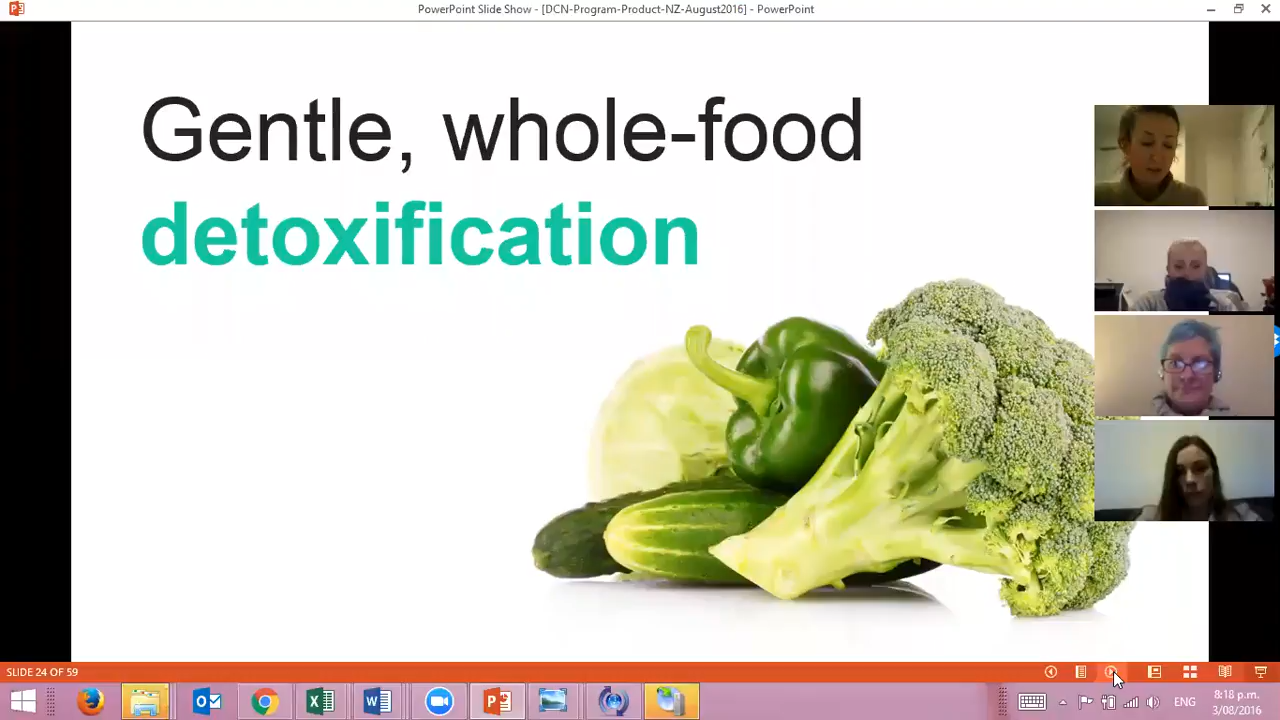 PowerPoint Slide Show - [DCN-Program-Product-NZ-August2016] - PowerPoint
Gentle, whole-food
detoxification
SLIDE 24 OF 59
ENG
8:18 p.m.
3/08/2016